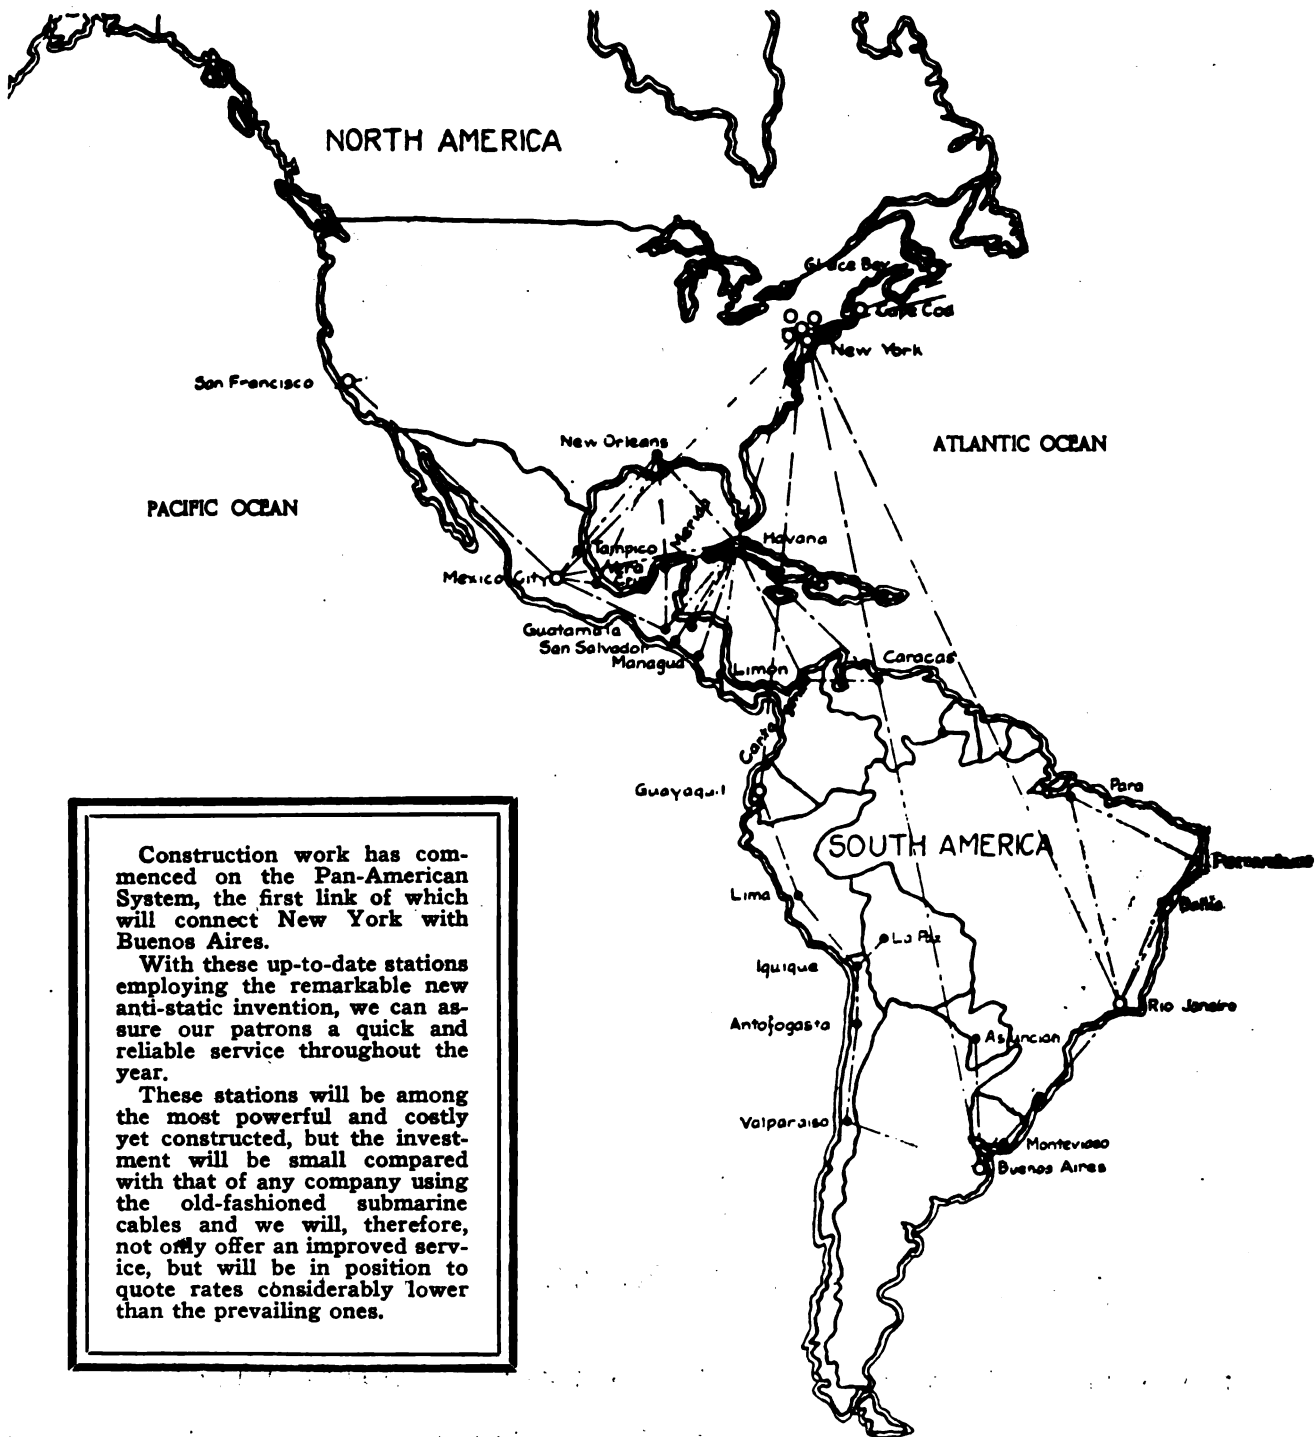 NORTH AMERICA
Glace Bay
Cape Cod
New York
San Francisco
New Orleans
ATLANTIC OCEAN
PACIFIC OCEAN
Merida
Havana
Tampico
Vera
Cruz
Mexico City
Guatamala
San Salvador
Managua
Limon
Caracas
Guayaquil
Para
SOUTH AMERICA
Pernambuco
Lima
Bahia
La Paz
Iquique
Rio Janeiro
Antofogasta
Asuncion
Valparaiso
Montevideo
Buenos Aires
Construction work has com-
menced on the Pan-American
System, the first link of which
will connect New York with
Buenos Aires.
With these up-to-date stations
employing the remarkable new
anti-static invention, we can as-
sure our patrons a quick and
reliable service throughout the
year.
These stations will be among
the most powerful and costly
yet constructed, but the invest-
ment will be small compared
with that of any company using
the old-fashioned submarine
cables and we will, therefore,
not only offer an improved serv-
ice, but will be in position to
quote rates considerably lower
than the prevailing ones.